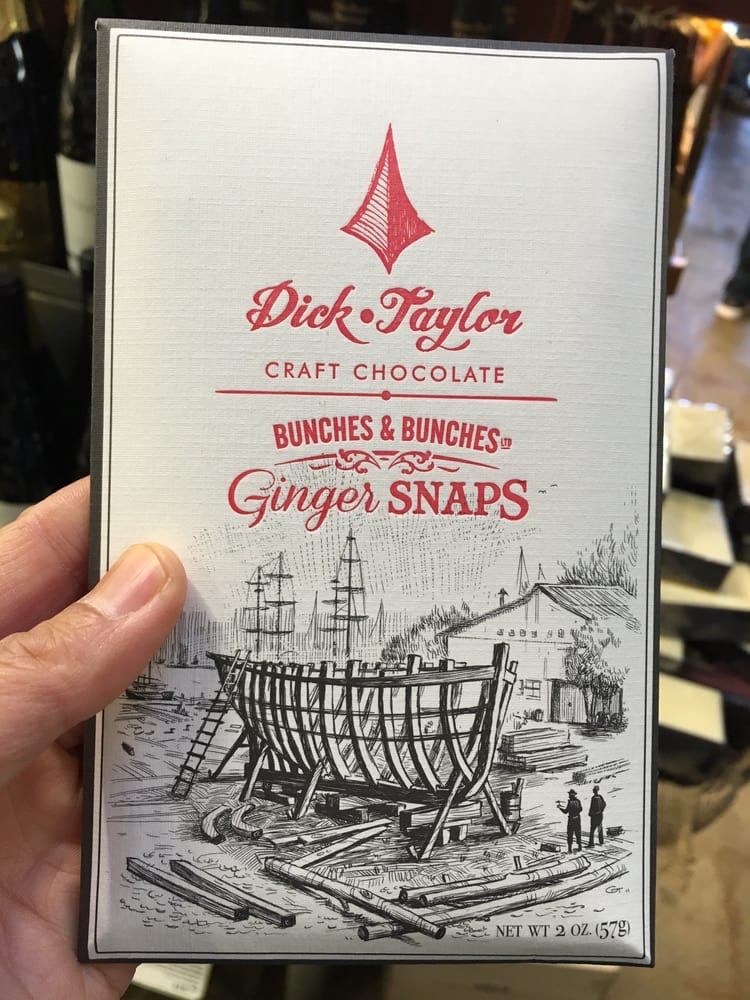 Dick • Taylor
CRAFT CHOCOLATE
BUNCHES & BUNCHES LTD
Ginger SNAPS
NET WT 2 OZ. (57g)